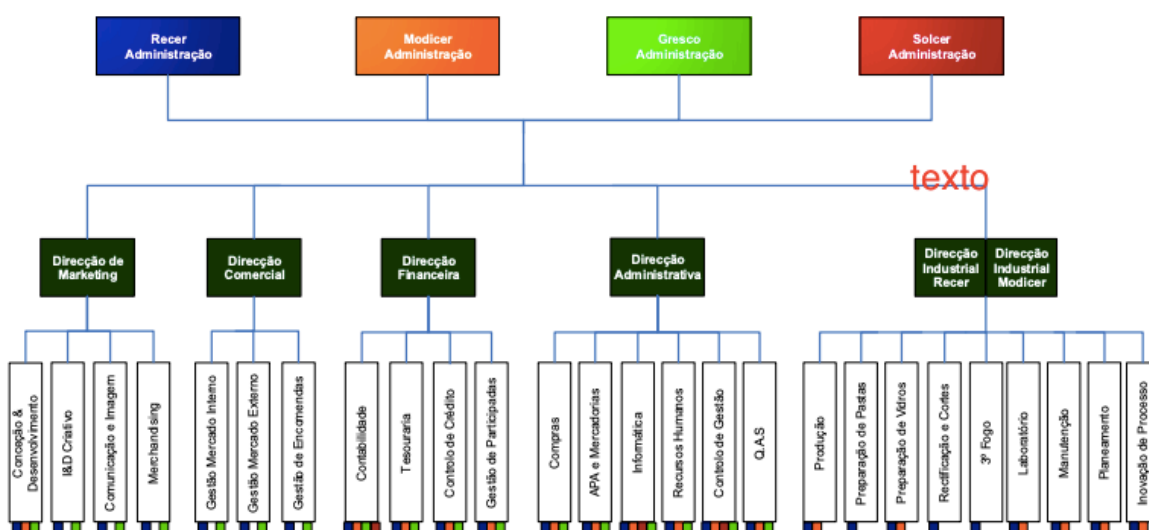 Recer
Administração
Modicer
Administração
Gresco
Administração
Solcer
Administração
texto
Direcção de
Marketing
Direcção
Comercial
Direcção
Financeira
Direcção
Administrativa
Direcção
Industrial
Recer
Direcção
Industrial
Modicer
Conceção &
Desenvolvimento
I&D Criativo
Comunicação e Imagem
Merchandising
Gestão Mercado Interno
Gestão Mercado Externo
Gestão de Encomendas
Contabilidade
Tesouraria
Controlo de Crédito
Gestão de Participadas
Compras
APA e Mercadorias
Informática
Recursos Humanos
Controlo de Gestão
Q.A.S
Produção
Preparação de Pastas
Preparação de Vidros
Rectificação e Cortes
3º Fogo
Laboratório
Manutenção
Planeamento
Inovação de Processo